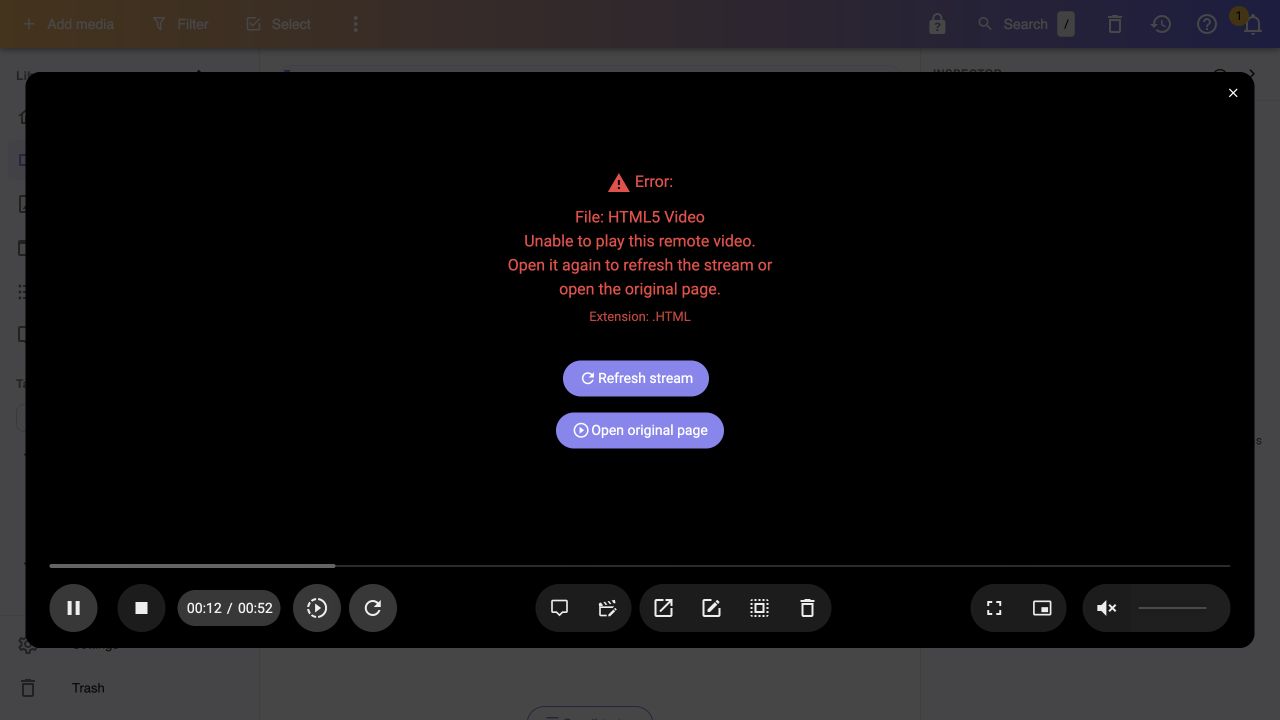 Add media
Filter
Select
Search
/
1
INSPECTOR
Error:
File: HTML5 Video
Unable to play this remote video.
Open it again to refresh the stream or
open the original page.
Extension: .HTML
Refresh stream
Open original page
00:12 / 00:52
Settings
Trash